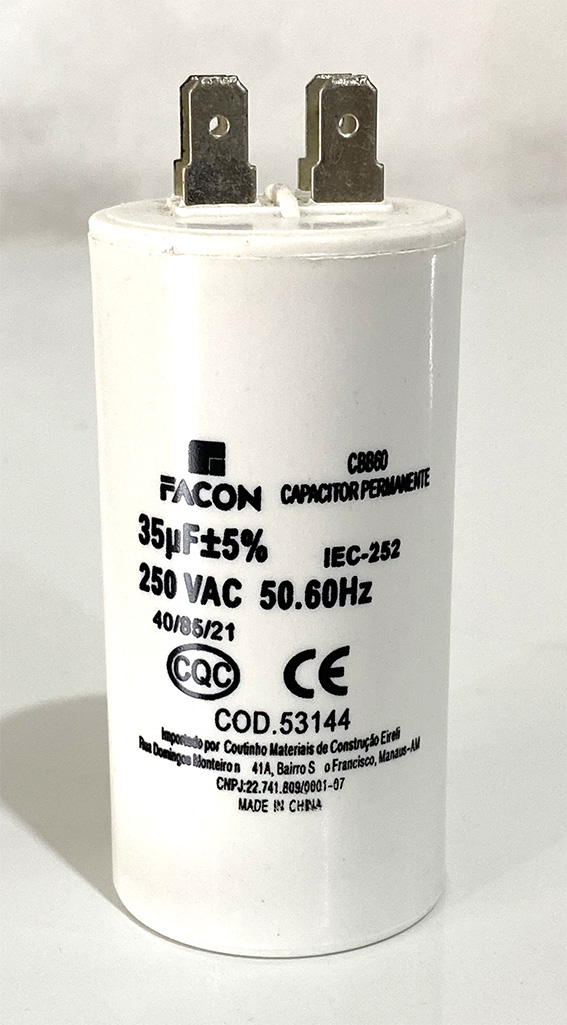 FACON
CBB60
CAPACITOR PERMANENTE
35µF±5%
IEC-252
250 VAC 50.60Hz
40/85/21
CQC CE
COD.53144
Importado por Coutinho Materiais de Construção Eireli
Rua Domingos Monteiro n 41A, Bairro S o Francisco, Manaus-AM
CNPJ:22.741.809/0001-07
MADE IN CHINA